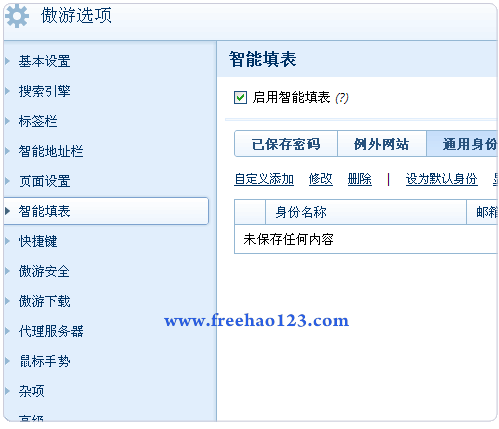 傲游选项
基本设置
搜索引擎
标签栏
智能地址栏
页面设置
智能填表
快捷键
傲游安全
傲游下载
代理服务器
鼠标手势
杂项
高级
智能填表
启用智能填表 (?)
已保存密码 例外网站 通用身份
自定义添加 修改 删除 | 设为默认身份
身份名称 邮箱
未保存任何内容
www.freehao123.com